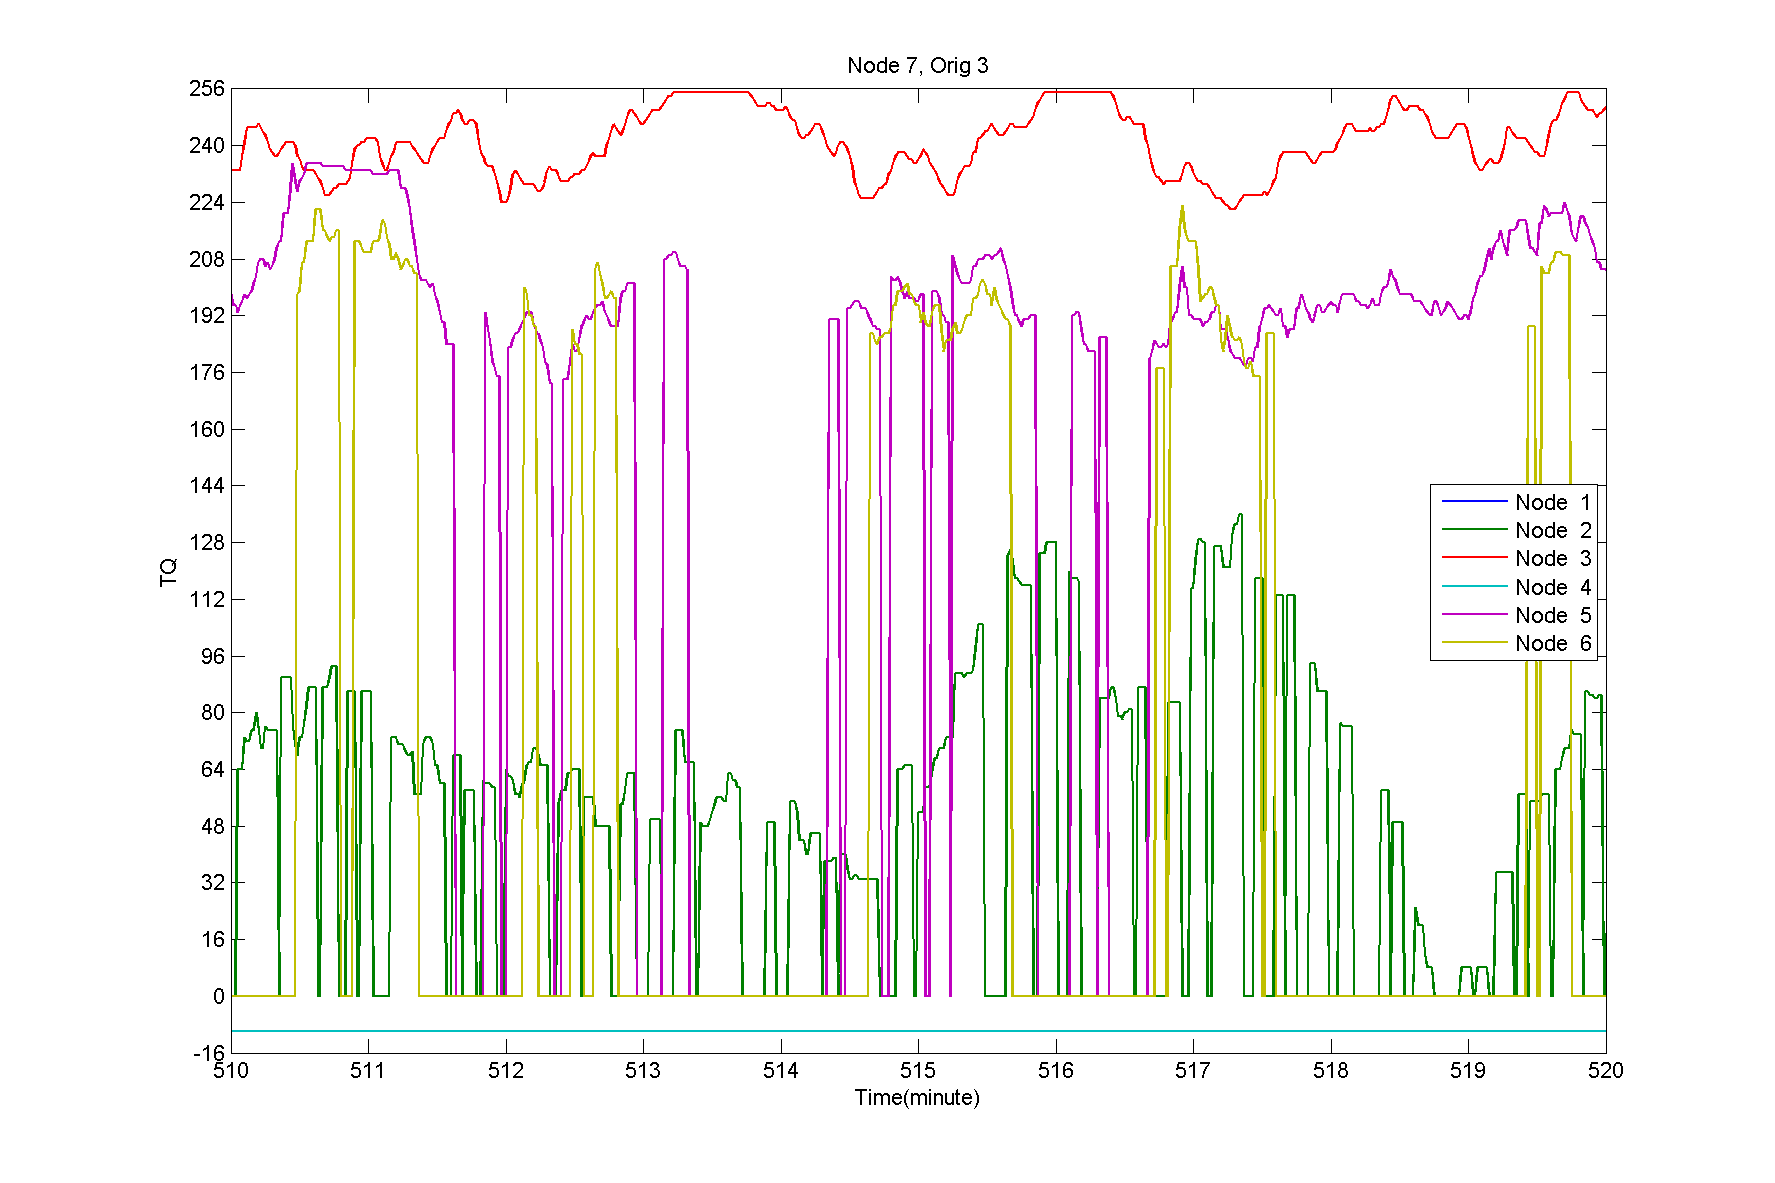 Node 7, Orig 3
256
240
224
208
192
176
160
144
128
112
96
80
64
48
32
16
0
-16
TQ
Node 1
Node 2
Node 3
Node 4
Node 5
Node 6
510 511 512 513 514 515 516 517 518 519 520
Time(minute)